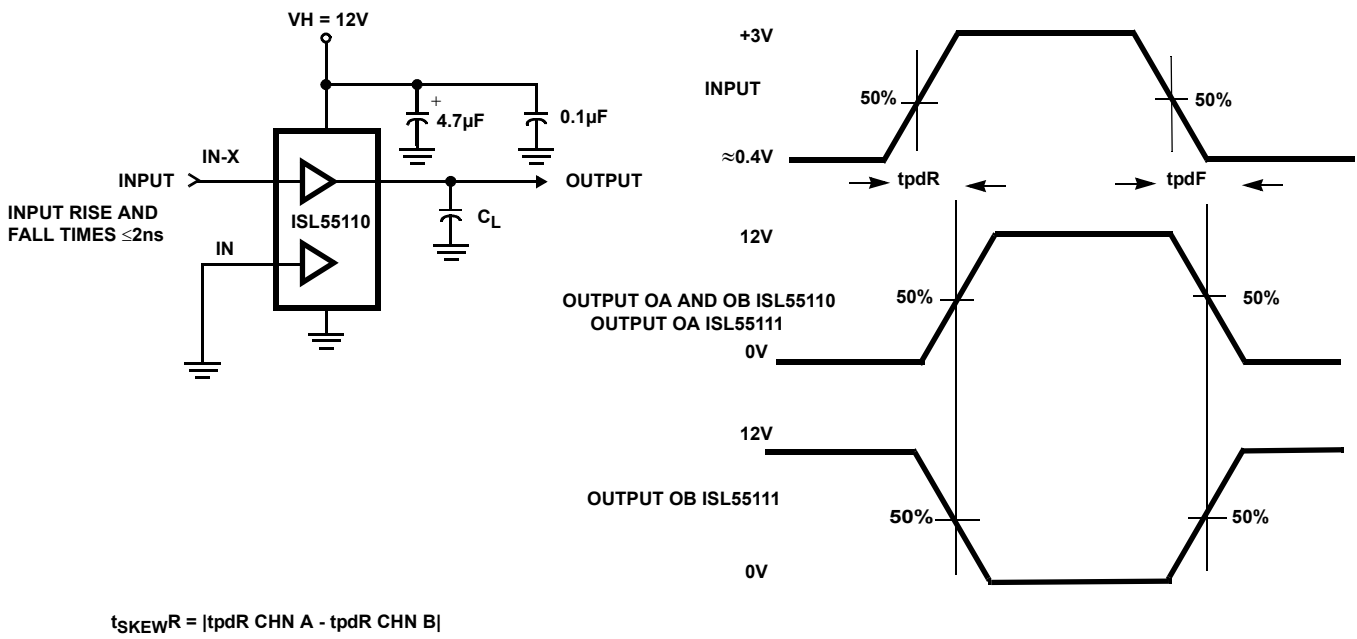 VH = 12V
+
4.7µF
0.1µF
IN-X
INPUT
OUTPUT
INPUT RISE AND
FALL TIMES ≤2ns
ISL55110
CL
IN
+3V
INPUT
50%
50%
≈0.4V
tpdR
tpdF
12V
OUTPUT OA AND OB ISL55110
OUTPUT OA ISL55111
50%
50%
0V
12V
OUTPUT OB ISL55111
50%
50%
0V
tSKEWR = |tpdR CHN A - tpdR CHN B|